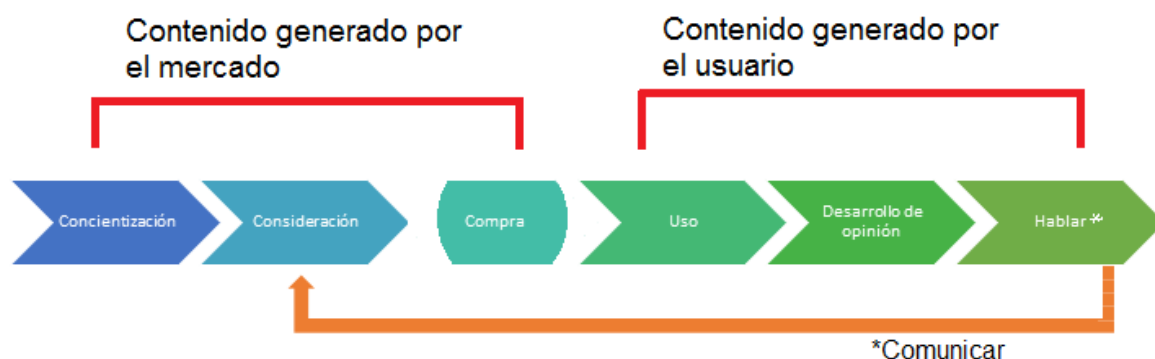 Contenido generado por
el mercado
Contenido generado por
el usuario
Concientización
Consideración
Compra
Uso
Desarrollo de
opinión
Hablar *
*Comunicar